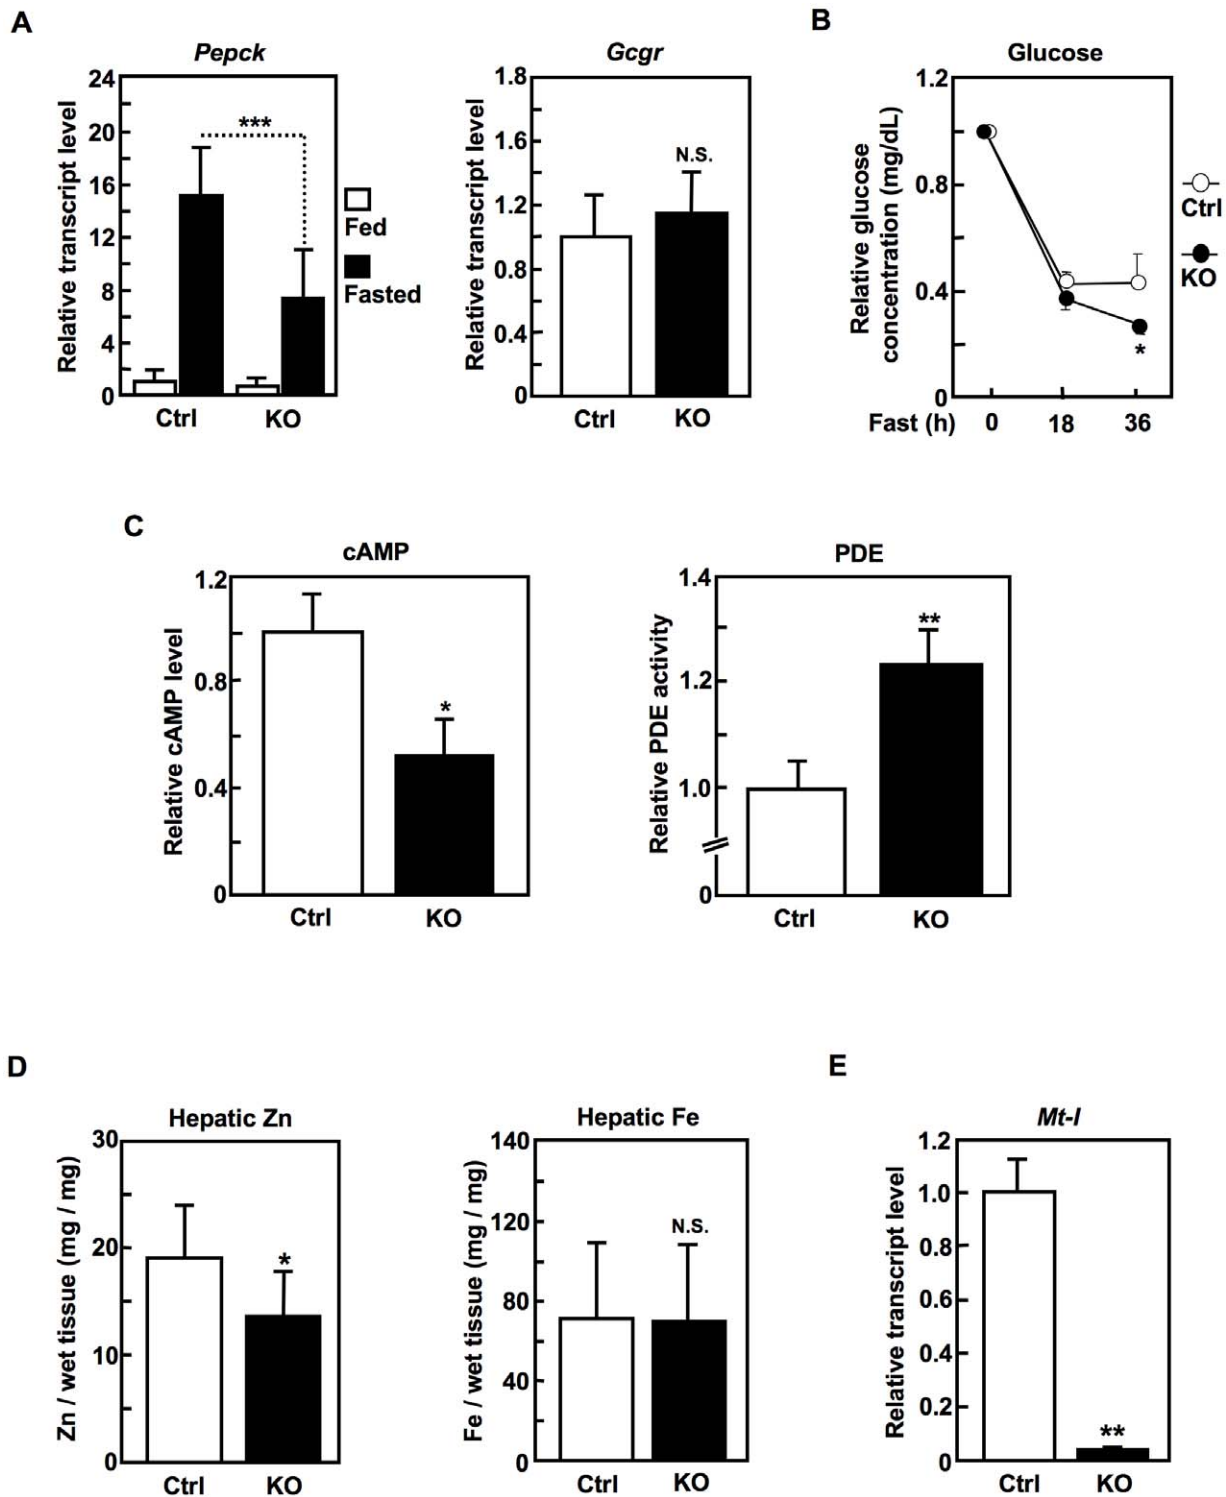 A
Pepck
Relative transcript level
24
20
16
12
8
4
0
***
Ctrl
KO
Fed
Fasted
Gcgr
Relative transcript level
1.8
1.6
1.2
0.8
0.4
0
N.S.
Ctrl
KO
B
Glucose
Relative glucose
concentration (mg/dL)
1.2
0.8
0.4
0
*
Fast (h)
0
18
36
Ctrl
KO
C
cAMP
Relative cAMP level
1.2
0.8
0.4
0
*
Ctrl
KO
PDE
Relative PDE activity
1.4
1.2
1.0
0
**
Ctrl
KO
D
Hepatic Zn
Zn / wet tissue (mg / mg)
30
20
10
0
*
Ctrl
KO
Hepatic Fe
Fe / wet tissue (mg / mg)
140
120
80
40
0
N.S.
Ctrl
KO
E
Mt-I
Relative transcript level
1.2
1.0
0.8
0.6
0.4
0.2
0
**
Ctrl
KO